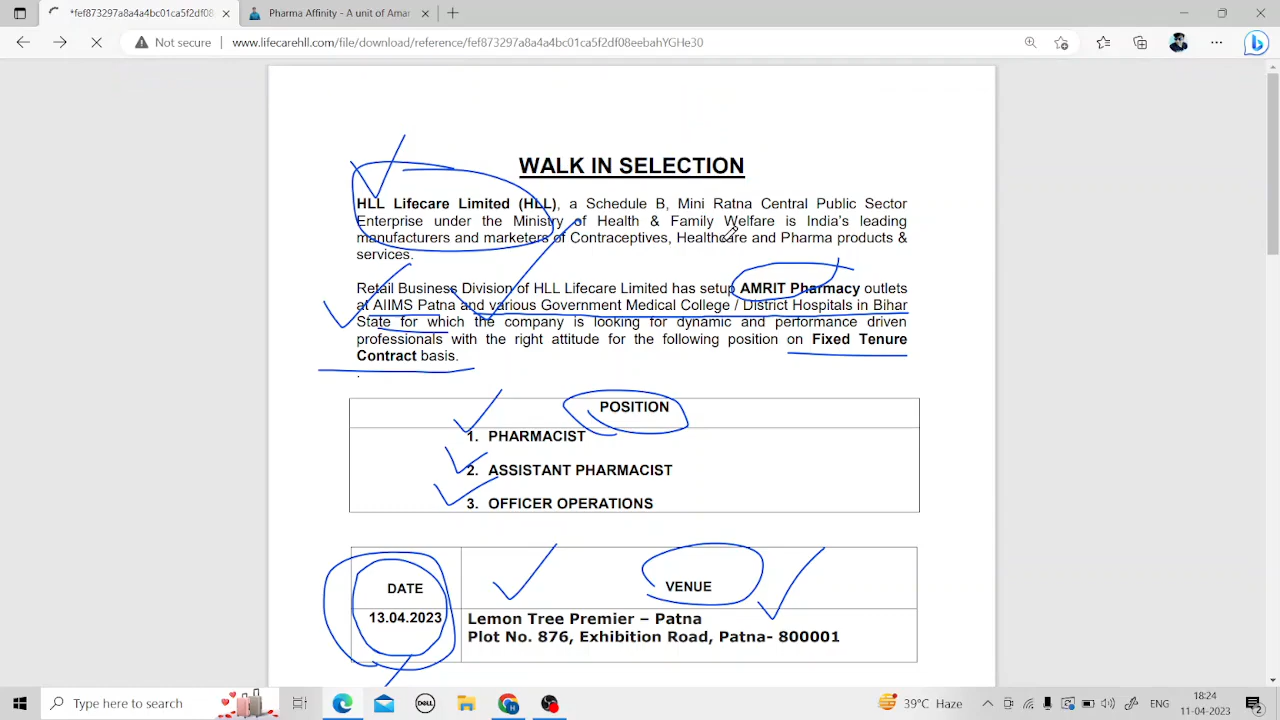 *fef873297a8a4a4bc01ca5f2df08
Pharma Affinity - A unit of Amar
Not secure
www.lifecarehll.com/file/download/reference/fef873297a8a4a4bc01ca5f2df08eebahYGHe30
WALK IN SELECTION
HLL Lifecare Limited (HLL), a Schedule B, Mini Ratna Central Public Sector
Enterprise under the Ministry of Health & Family Welfare is India's leading
manufacturers and marketers of Contraceptives, Healthcare and Pharma products &
services.
Retail Business Division of HLL Lifecare Limited has setup AMRIT Pharmacy outlets
at AIIMS Patna and various Government Medical College / District Hospitals in Bihar
State for which the company is looking for dynamic and performance driven
professionals with the right attitude for the following position on Fixed Tenure
Contract basis.
.
POSITION
1. PHARMACIST
2. ASSISTANT PHARMACIST
3. OFFICER OPERATIONS
DATE
VENUE
13.04.2023
Lemon Tree Premier – Patna
Plot No. 876, Exhibition Road, Patna- 800001
Type here to search
DELL
39°C Haze
ENG
18:24
11-04-2023
2